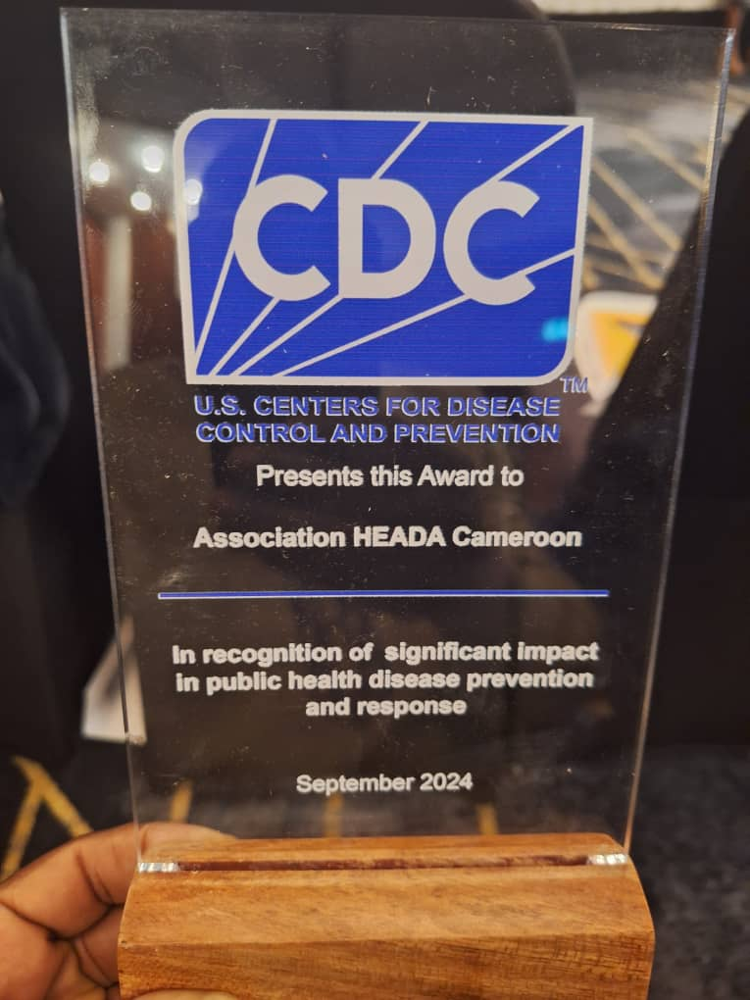 CDC
TM
U.S. CENTERS FOR DISEASE
CONTROL AND PREVENTION
Presents this Award to
Association HEADA Cameroon
In recognition of significant impact
in public health disease prevention
and response
September 2024